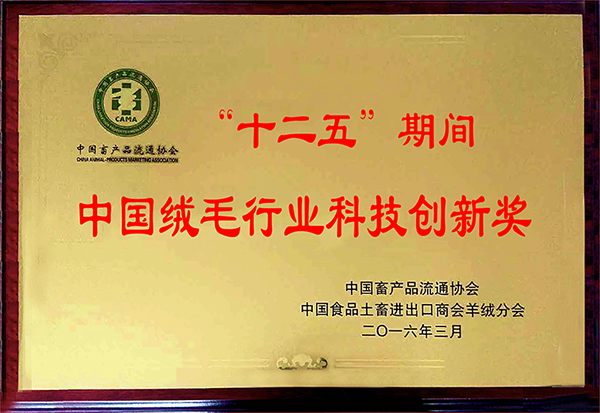 CAMA
中国畜产品流通协会
CHINA ANIMAL-PRODUCTS MARKETING ASSOCIATION
“十二五”期间
中国绒毛行业科技创新奖
中国畜产品流通协会
中国食品土畜进出口商会羊绒分会
二〇一六年三月